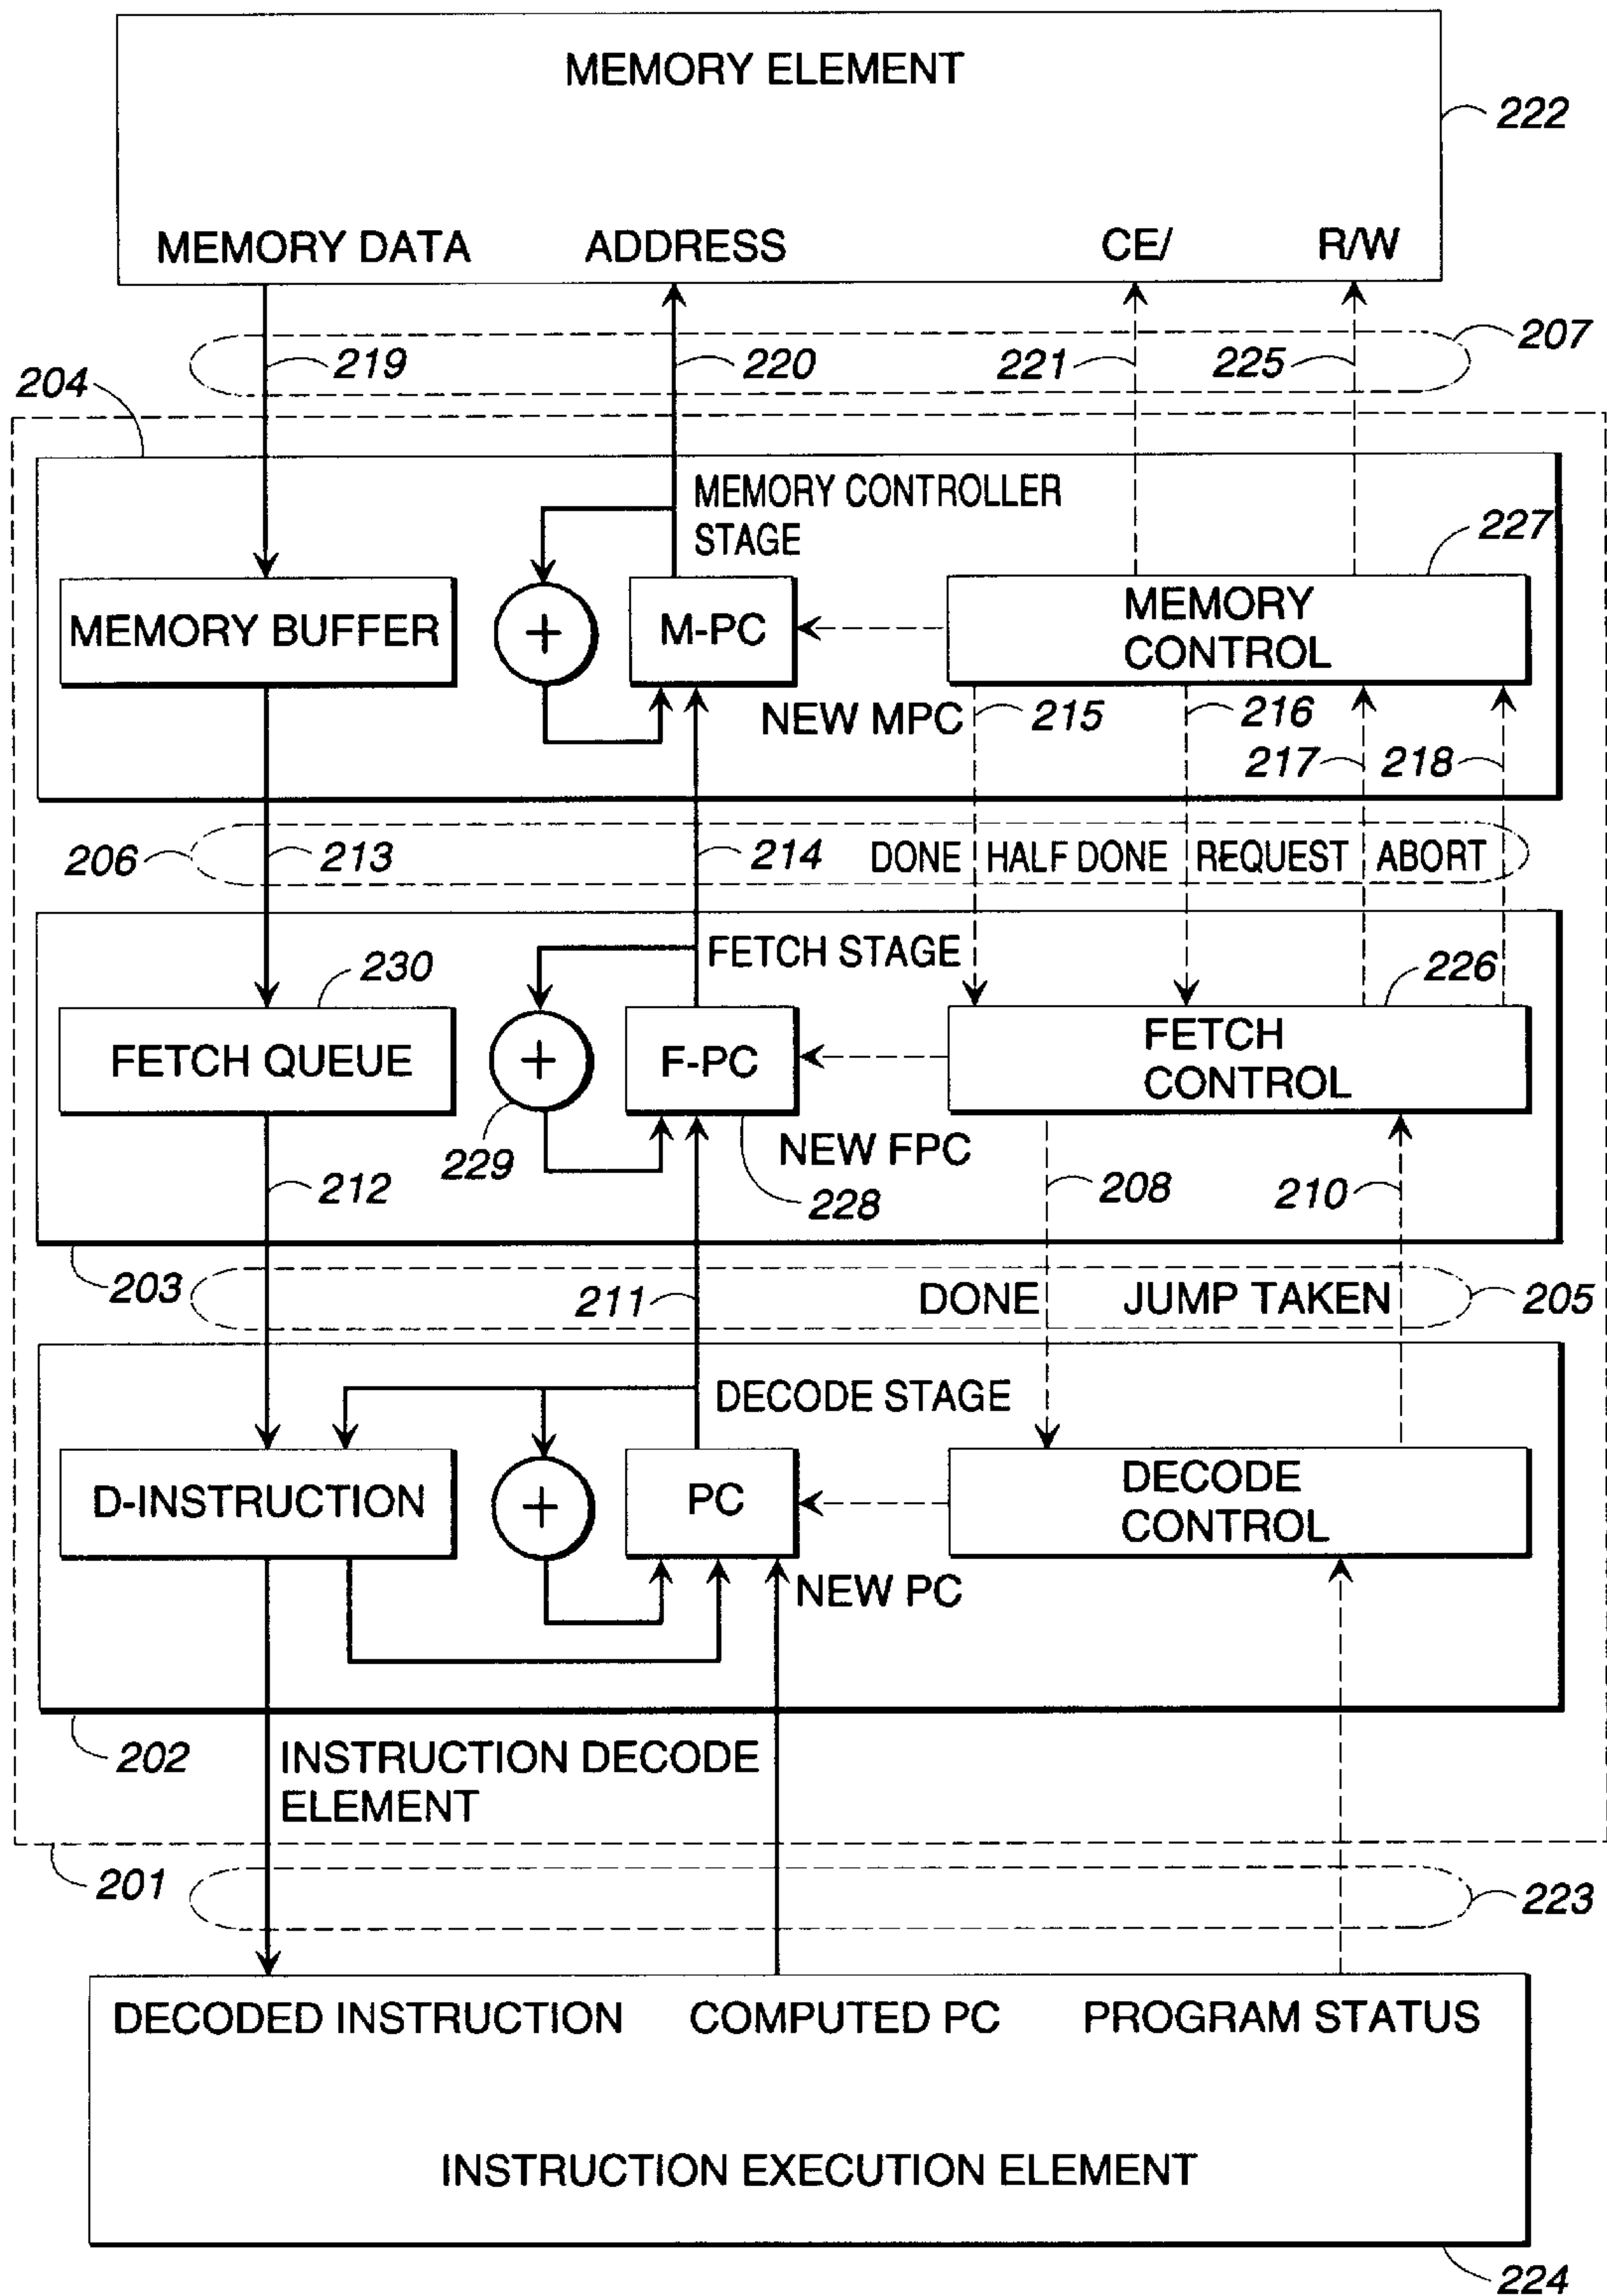 MEMORY ELEMENT
222
MEMORY DATA ADDRESS CE/ R/W
207
219 220 221 225
204
MEMORY CONTROLLER
STAGE
227
MEMORY BUFFER + M-PC MEMORY
CONTROL
NEW MPC 215 216
217 218
206 213 214 DONE HALF DONE REQUEST ABORT
FETCH STAGE
230 226
FETCH QUEUE + F-PC FETCH
CONTROL
229 NEW FPC
212 228 208 210
203 211 DONE JUMP TAKEN 205
DECODE STAGE
D-INSTRUCTION + PC DECODE
CONTROL
NEW PC
202 INSTRUCTION DECODE
ELEMENT
201 223
DECODED INSTRUCTION COMPUTED PC PROGRAM STATUS
INSTRUCTION EXECUTION ELEMENT
224